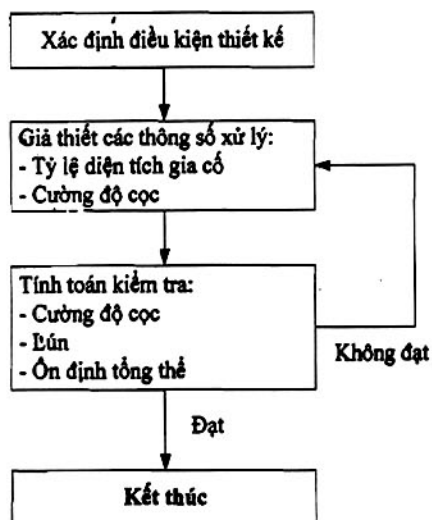 Xác định điều kiện thiết kế
Giả thiết các thông số xử lý:
- Tỷ lệ diện tích gia cố
- Cường độ cọc
Tính toán kiểm tra:
- Cường độ cọc
- Lún
- Ổn định tổng thể
Không đạt
Đạt
Kết thúc